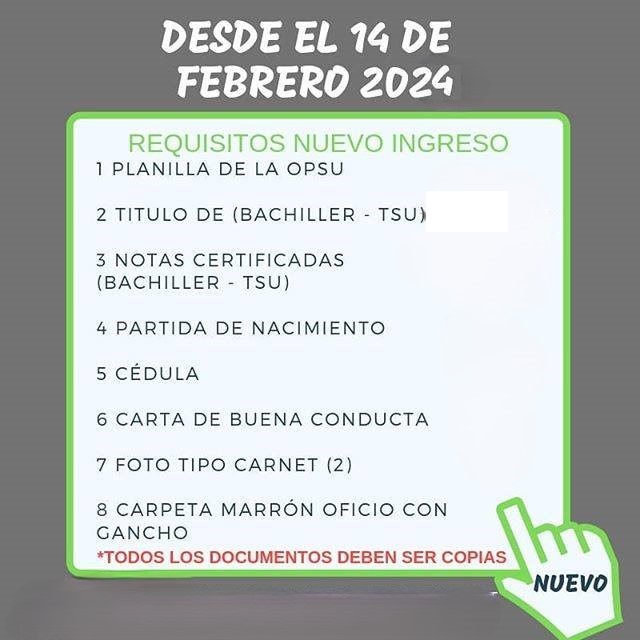 DESDE EL 14 DE
FEBRERO 2024
REQUISITOS NUEVO INGRESO
1 PLANILLA DE LA OPSU
2 TITULO DE (BACHILLER - TSU)
3 NOTAS CERTIFICADAS
(BACHILLER - TSU)
4 PARTIDA DE NACIMIENTO
5 CÉDULA
6 CARTA DE BUENA CONDUCTA
7 FOTO TIPO CARNET (2)
8 CARPETA MARRÓN OFICIO CON
GANCHO
*TODOS LOS DOCUMENTOS DEBEN SER COPIAS
NUEVO